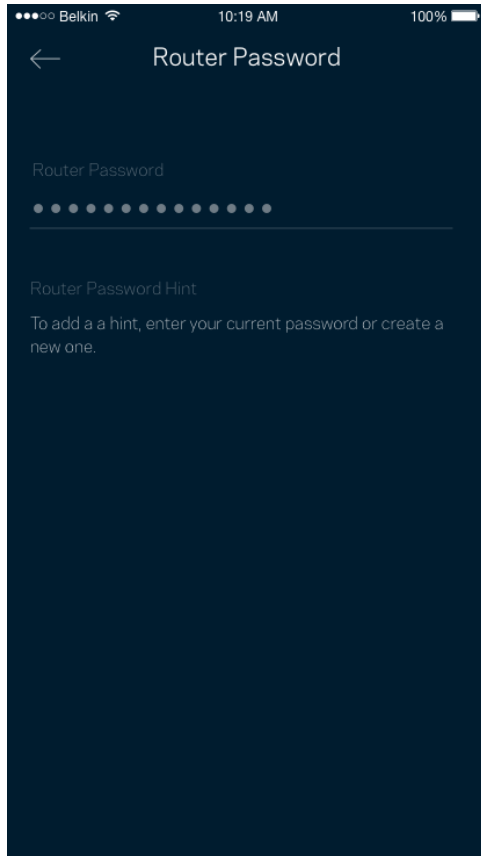 ●●●○○ Belkin 10:19 AM 100%
Router Password
Router Password
●●●●●●●●●●●●●●
Router Password Hint
To add a a hint, enter your current password or create a
new one.